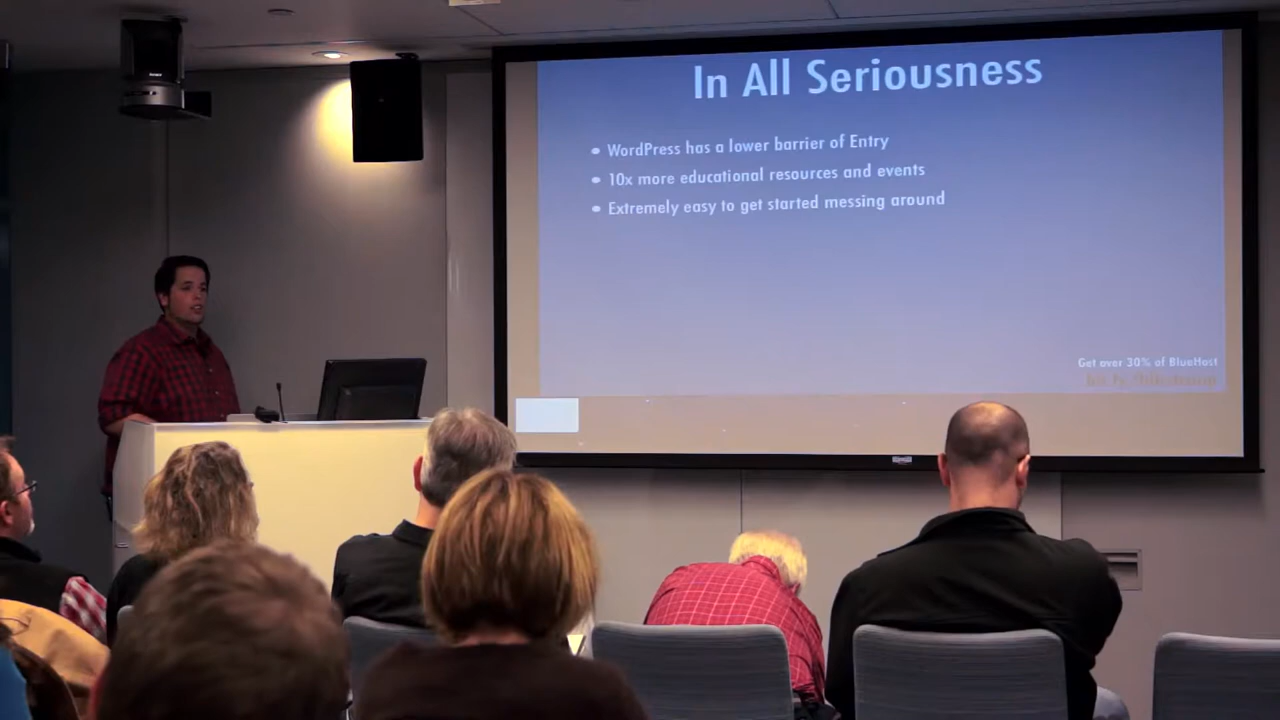 In All Seriousness
• WordPress has a lower barrier of Entry
• 10x more educational resources and events
• Extremely easy to get started messing around
Get over 30% of BlueHost
SONY